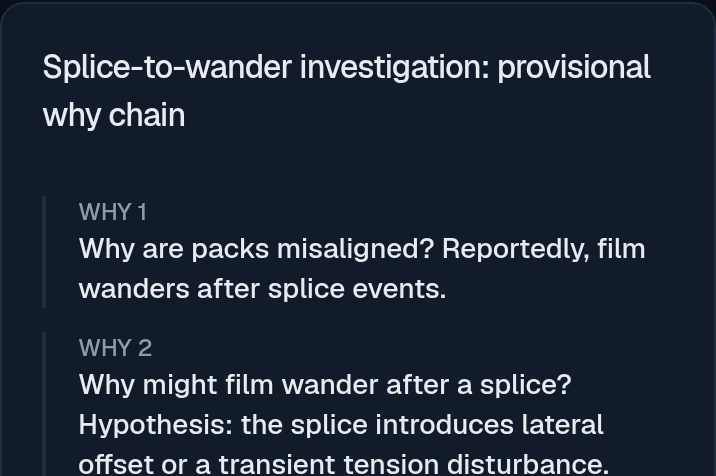 Splice-to-wander investigation: provisional
why chain
WHY 1
Why are packs misaligned? Reportedly, film
wanders after splice events.
WHY 2
Why might film wander after a splice?
Hypothesis: the splice introduces lateral
offset or a transient tension disturbance.